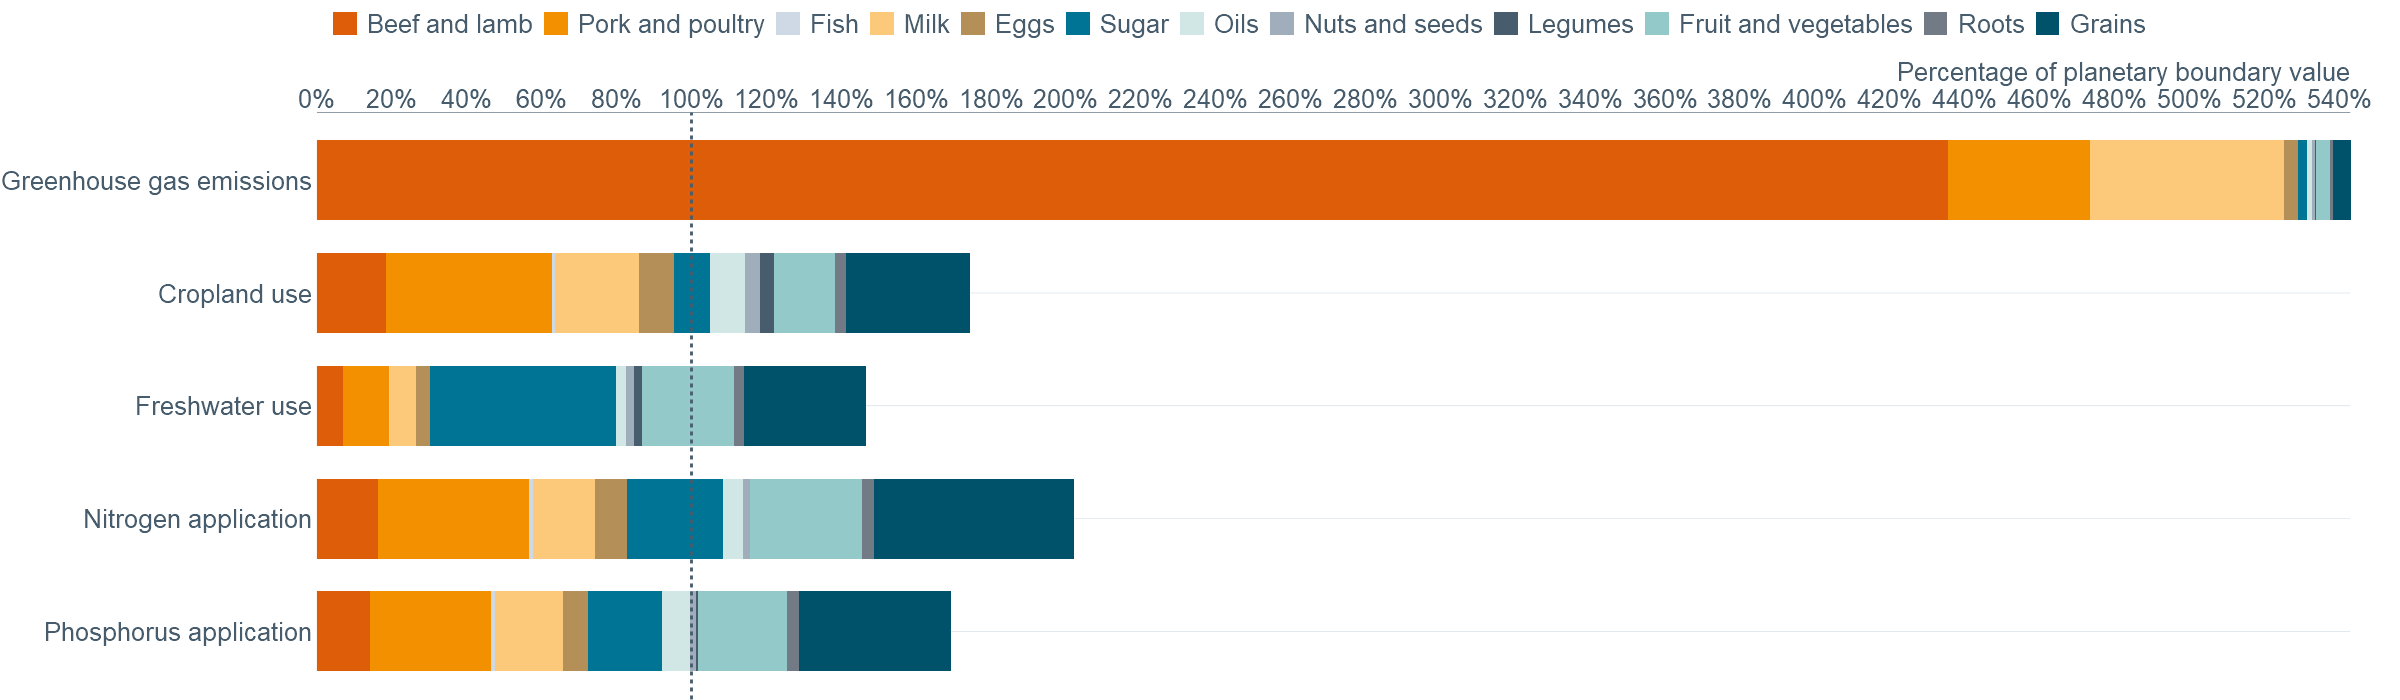 Beef and lamb Pork and poultry Fish Milk Eggs Sugar Oils Nuts and seeds Legumes Fruit and vegetables Roots Grains
Percentage of planetary boundary value
0% 20% 40% 60% 80% 100% 120% 140% 160% 180% 200% 220% 240% 260% 280% 300% 320% 340% 360% 380% 400% 420% 440% 460% 480% 500% 520% 540%
Greenhouse gas emissions
Cropland use
Freshwater use
Nitrogen application
Phosphorus application